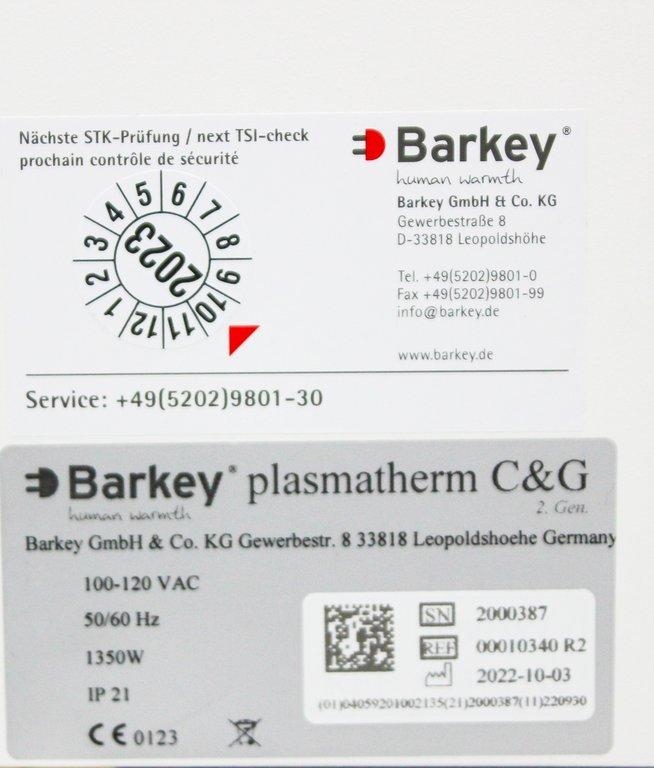 Nächste STK-Prüfung / next TSI-check
prochain contrôle de sécurité
1 2 3 4 5 6 7 8 9 10 11 12
2023
Barkey®
human warmth
Barkey GmbH & Co. KG
Gewerbestraße 8
D-33818 Leopoldshöhe
Tel. +49(5202)9801-0
Fax +49(5202)9801-99
info@barkey.de
www.barkey.de
Service: +49(5202)9801-30
Barkey® plasmatherm C&G
human warmth
2. Gen.
Barkey GmbH & Co. KG Gewerbestr. 8 33818 Leopoldshoehe Germany
100-120 VAC
50/60 Hz
1350W
IP 21
CE 0123
SN 2000387
REF 00010340 R2
2022-10-03
(01)04059201002135(21)2000387(11)220930